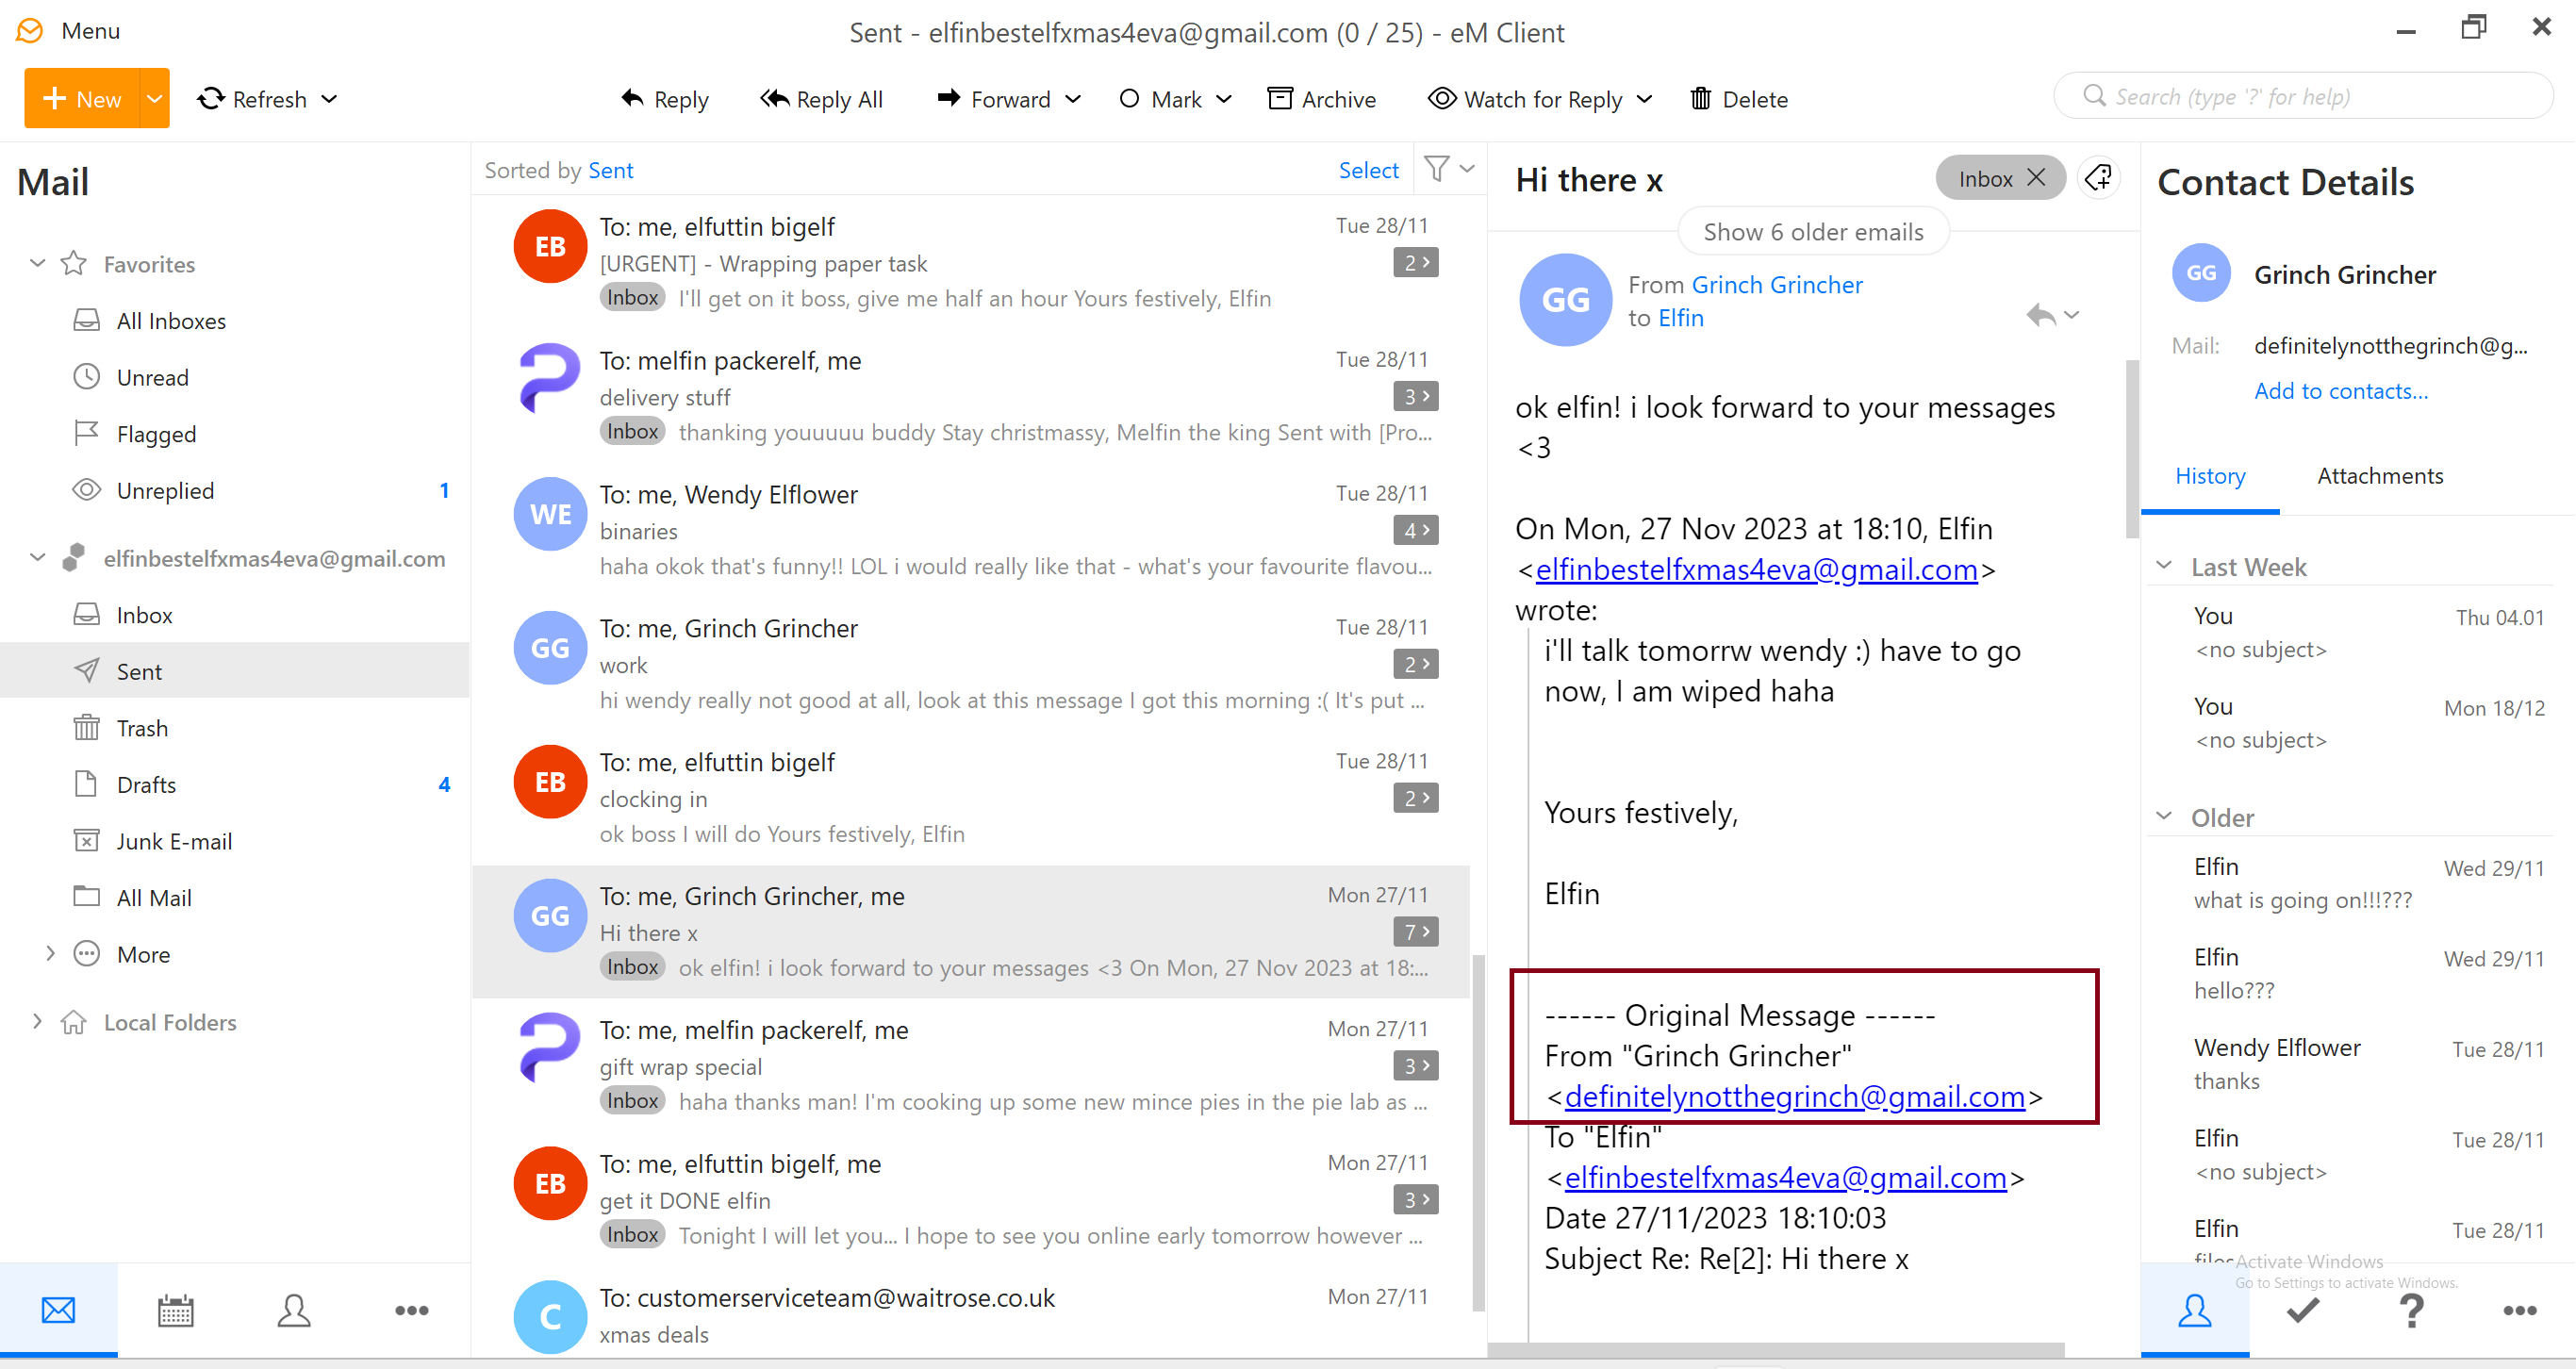 Menu
Sent - elfinbestelfxmas4eva@gmail.com (0 / 25) - eM Client
New
Refresh
Reply
Reply All
Forward
Mark
Archive
Watch for Reply
Delete
Search (type '?' for help)
Mail
Favorites
All Inboxes
Unread
Flagged
Unreplied 1
elfinbestelfxmas4eva@gmail.com
Inbox
Sent
Trash
Drafts 4
Junk E-mail
All Mail
More
Local Folders
Sorted by Sent
Select
EB
To: me, elfuttin bigelf Tue 28/11
[URGENT] - Wrapping paper task 2 >
Inbox I'll get on it boss, give me half an hour Yours festively, Elfin
To: melfin packerelf, me Tue 28/11
delivery stuff 3 >
Inbox thanking youuuuu buddy Stay christmassy, Melfin the king Sent with [Pro...
WE
To: me, Wendy Elflower Tue 28/11
binaries 4 >
haha okok that's funny!! LOL i would really like that - what's your favourite flavou...
GG
To: me, Grinch Grincher Tue 28/11
work 2 >
hi wendy really not good at all, look at this message I got this morning :( It's put ...
EB
To: me, elfuttin bigelf Tue 28/11
clocking in 2 >
ok boss I will do Yours festively, Elfin
GG
To: me, Grinch Grincher, me Mon 27/11
Hi there x 7 >
Inbox ok elfin! i look forward to your messages <3 On Mon, 27 Nov 2023 at 18:...
To: me, melfin packerelf, me Mon 27/11
gift wrap special 3 >
Inbox haha thanks man! I'm cooking up some new mince pies in the pie lab as ...
EB
To: me, elfuttin bigelf, me Mon 27/11
get it DONE elfin 3 >
Inbox Tonight I will let you... I hope to see you online early tomorrow however ...
C
To: customerserviceteam@waitrose.co.uk Mon 27/11
xmas deals
Hi there x
Inbox
Show 6 older emails
GG
From Grinch Grincher
to Elfin
ok elfin! i look forward to your messages
<3
On Mon, 27 Nov 2023 at 18:10, Elfin
<elfinbestelfxmas4eva@gmail.com>
wrote:
i'll talk tomorrw wendy :) have to go
now, I am wiped haha
Yours festively,
Elfin
------ Original Message ------
From "Grinch Grincher"
<definitelynotthegrinch@gmail.com>
To "Elfin"
<elfinbestelfxmas4eva@gmail.com>
Date 27/11/2023 18:10:03
Subject Re: Re[2]: Hi there x
Contact Details
GG
Grinch Grincher
Mail: definitelynotthegrinch@g...
Add to contacts...
History
Attachments
Last Week
You Thu 04.01
<no subject>
You Mon 18/12
<no subject>
Older
Elfin Wed 29/11
what is going on!!!???
Elfin Wed 29/11
hello???
Wendy Elflower Tue 28/11
thanks
Elfin Tue 28/11
<no subject>
Elfin Tue 28/11
files
Activate Windows
Go to Settings to activate Windows.